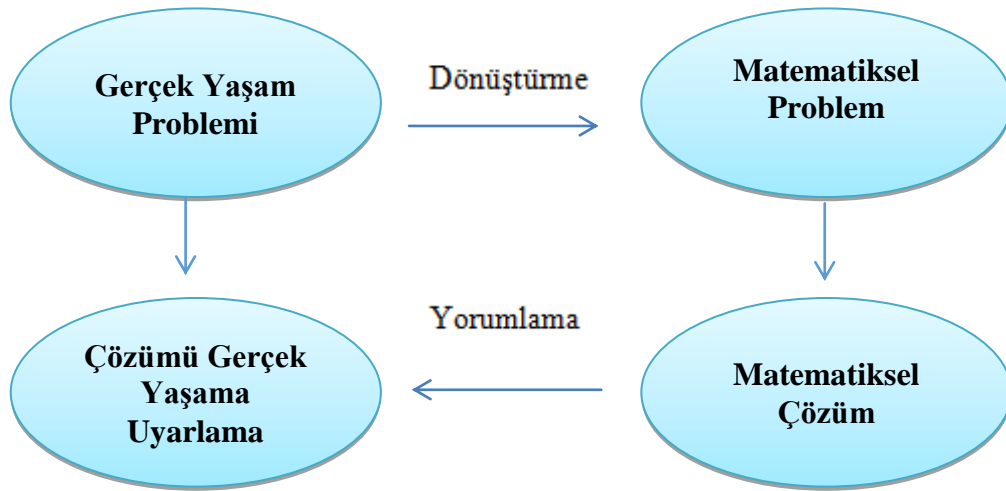 Gerçek Yaşam
Problemi
Dönüştürme
Matematiksel
Problem
Yorumlama
Çözümü Gerçek
Yaşama
Uyarlama
Matematiksel
Çözüm